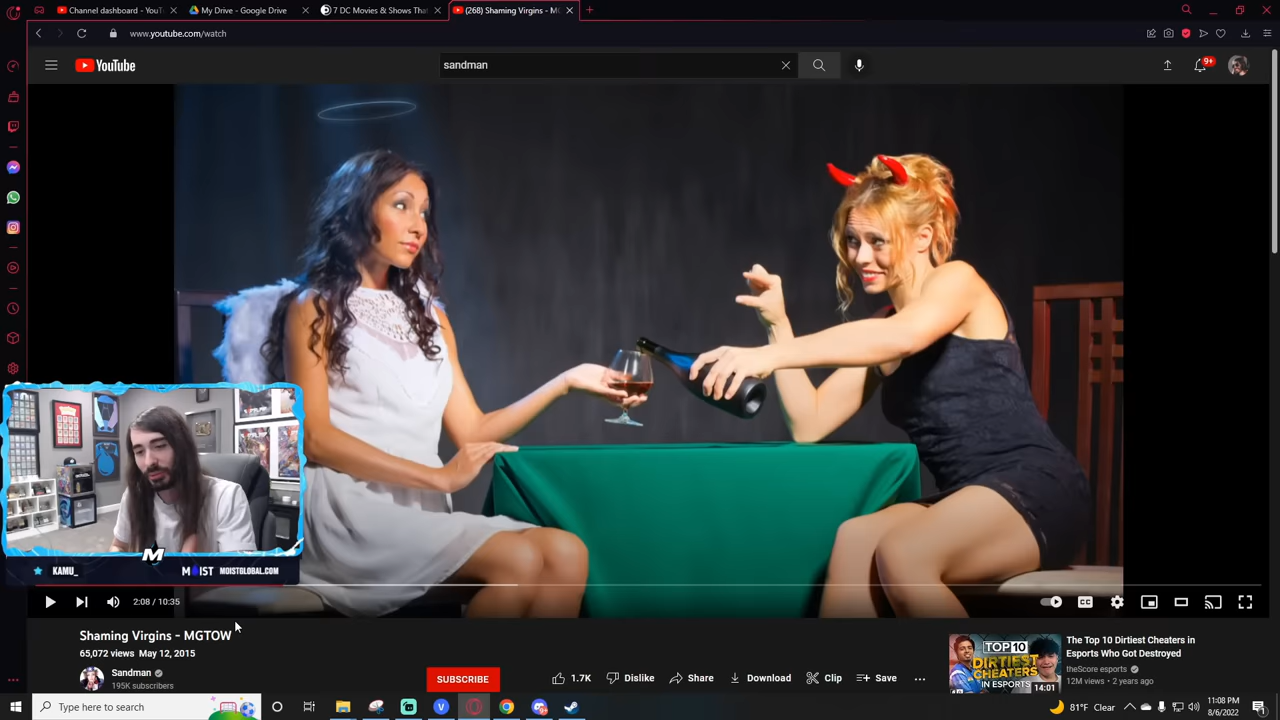 Channel dashboard - YouT
My Drive - Google Drive
7 DC Movies & Shows That
(268) Shaming Virgins - MG
www.youtube.com/watch
YouTube
sandman
9+
KAMU_
M
MOIST
MOISTGLOBAL.COM
2:08 / 10:35
CC
Shaming Virgins - MGTOW
65,072 views May 12, 2015
Sandman
195K subscribers
SUBSCRIBE
1.7K
Dislike
Share
Download
Clip
Save
TOP 10
DIRTIEST
CHEATERS
IN ESPORTS
14:01
The Top 10 Dirtiest Cheaters in
Esports Who Got Destroyed
theScore esports
12M views • 2 years ago
Type here to search
81°F Clear
11:08 PM
8/6/2022